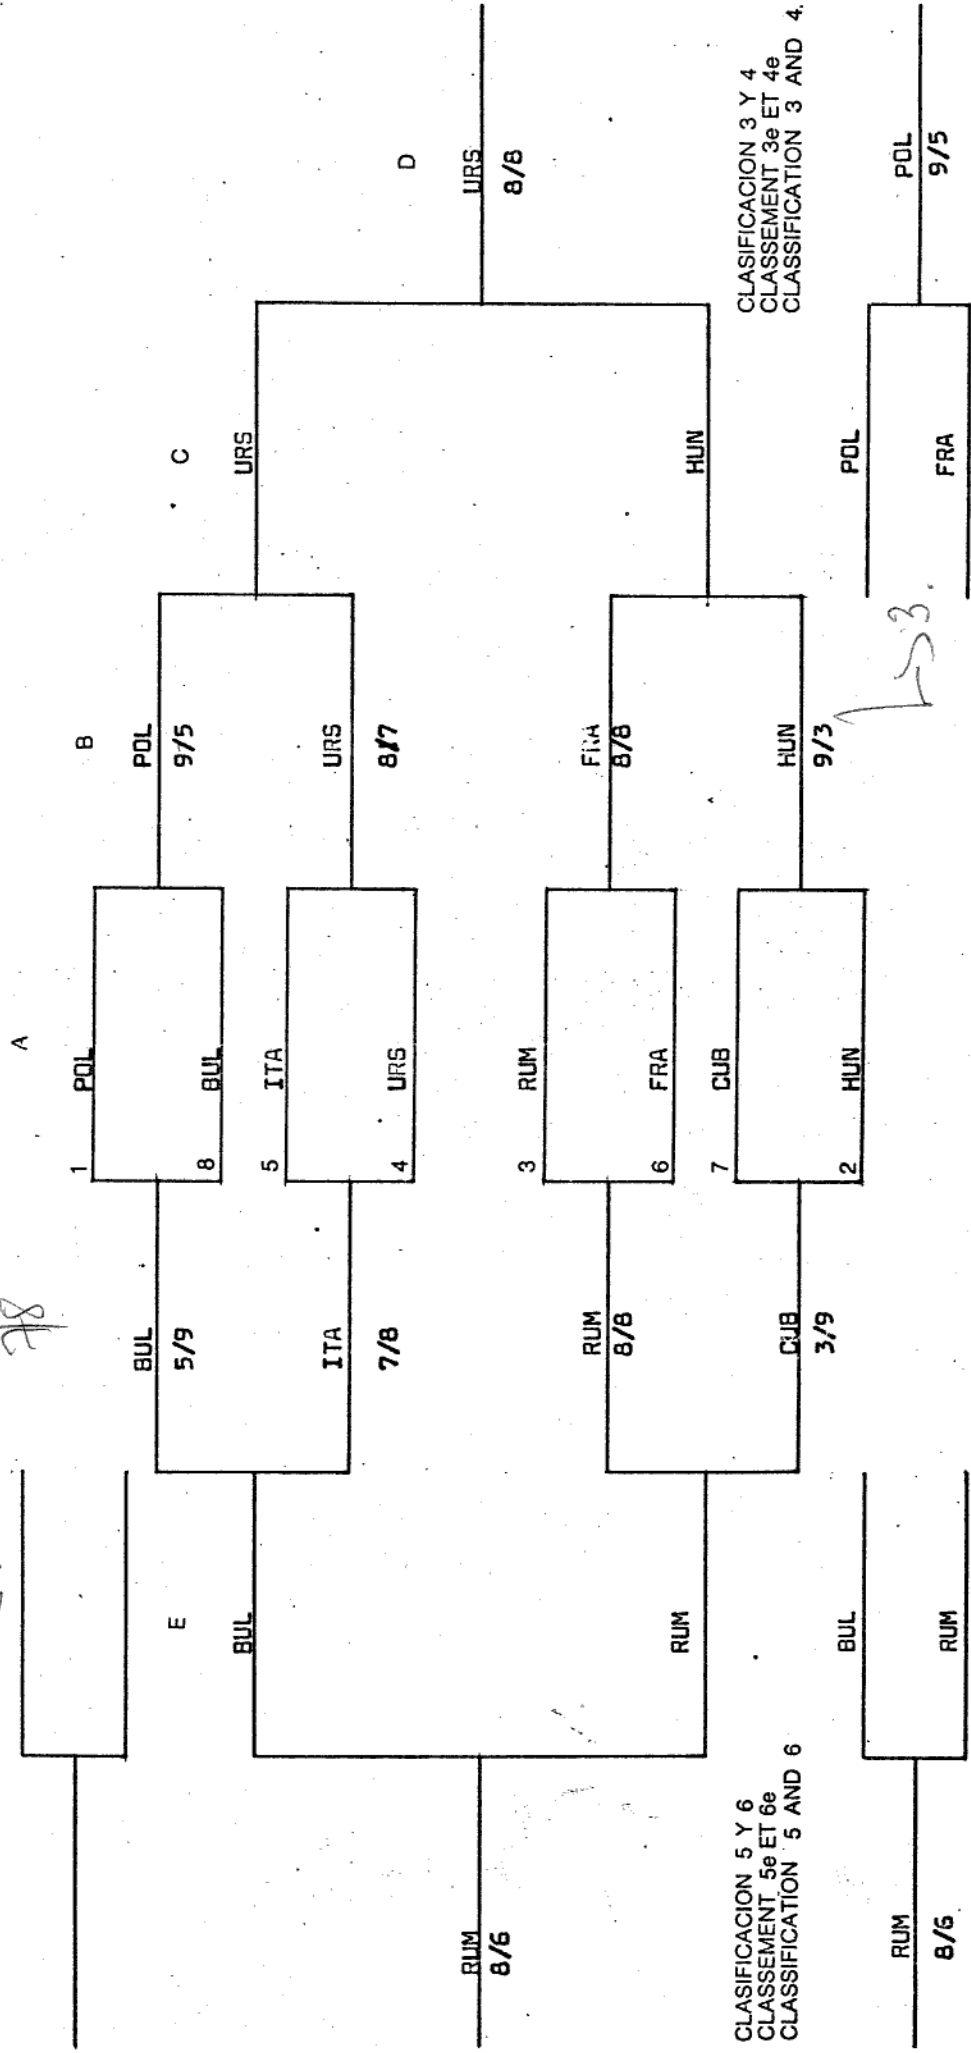 A
1 POL
8 BUL
5 ITA
4 URS
3 RUM
6 FRA
7 CUB
2 HUN
B
POL
9/5
URS
8/7
FRA
8/8
HUN
9/3
C
URS
HUN
D
URS
8/8
CLASIFICACION 3 Y 4
CLASSEMENT 3e ET 4e
CLASSIFICATION 3 AND 4.
POL
FRA
POL
9/5
BUL
5/9
ITA
7/8
RUM
8/8
CUB
3/9
E
BUL
RUM
RUM
8/6
CLASIFICACION 5 Y 6
CLASSEMENT 5e ET 6e
CLASSIFICATION 5 AND 6
BUL
RUM
RUM
8/6